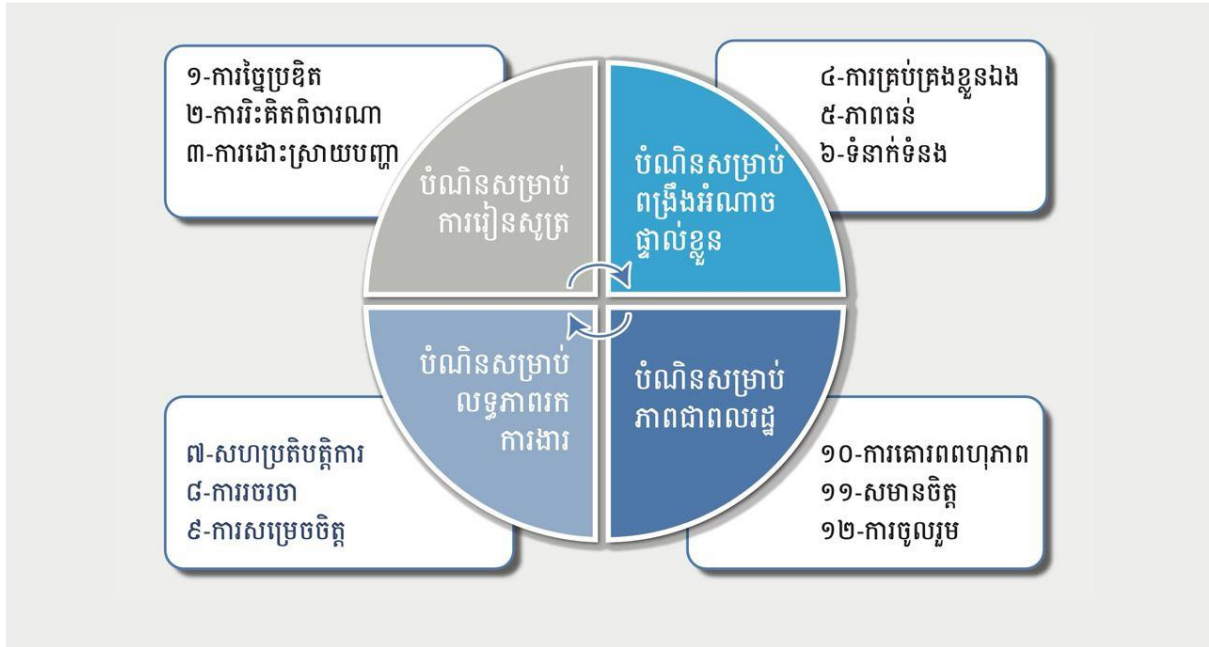 ១-ការច្នៃប្រឌិត
២-ការរិះគិតពិចារណា
៣-ការដោះស្រាយបញ្ហា
បំណិនសម្រាប់
ការរៀនសូត្រ
បំណិនសម្រាប់
ពង្រឹងអំណាច
ផ្ទាល់ខ្លួន
៤-ការគ្រប់គ្រងខ្លួនឯង
៥-ភាពធន់
៦-ទំនាក់ទំនង
៧-សហប្រតិបត្តិការ
៨-ការចរចា
៩-ការសម្រេចចិត្ត
បំណិនសម្រាប់
លទ្ធភាពរក
ការងារ
បំណិនសម្រាប់
ភាពជាពលរដ្ឋ
១០-ការគោរពពហុភាព
១១-សមានចិត្ត
១២-ការចូលរួម